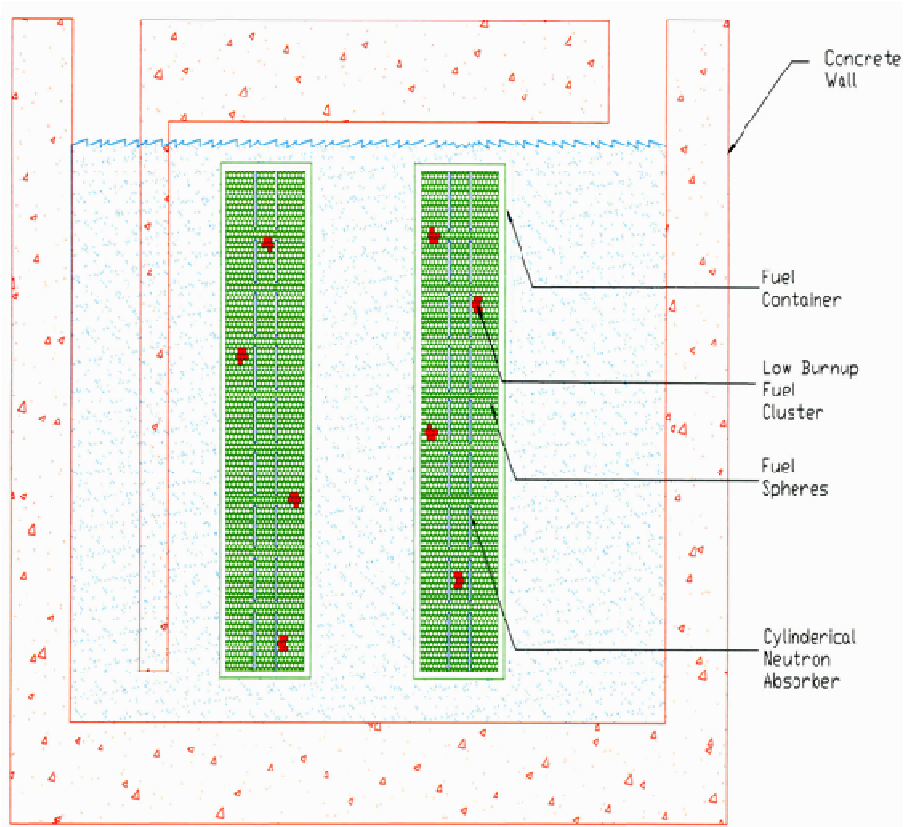 Concrete
Wall
Fuel
Container
Low Burnup
Fuel
Cluster
Fuel
Spheres
Cylinderical
Neutron
Absorber